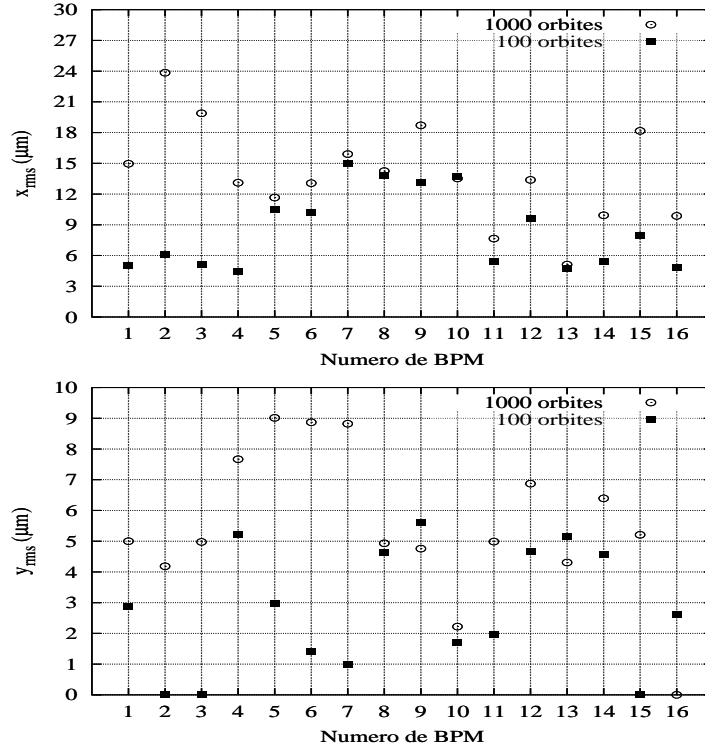 30
27
24
21
18
15
12
9
6
3
0
x_rms (μm)
1000 orbites
100 orbites
1 2 3 4 5 6 7 8 9 10 11 12 13 14 15 16
Numero de BPM
10
9
8
7
6
5
4
3
2
1
0
y_rms (μm)
1000 orbites
100 orbites
1 2 3 4 5 6 7 8 9 10 11 12 13 14 15 16
Numero de BPM